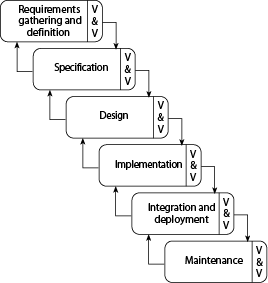 Requirements
gathering and
definition
V
&
V
Specification
V
&
V
Design
V
&
V
Implementation
V
&
V
Integration and
deployment
V
&
V
Maintenance
V
&
V